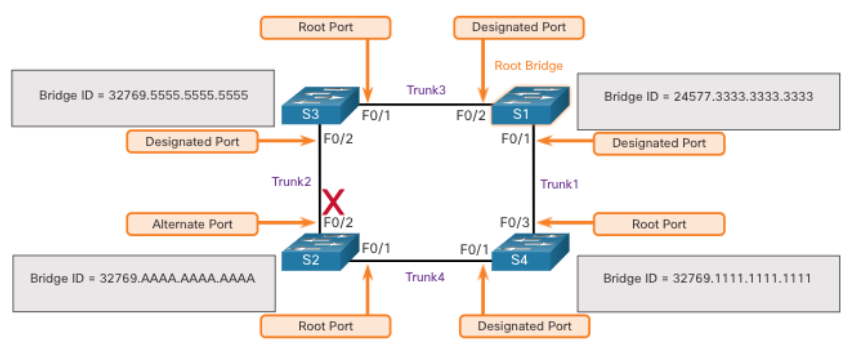 Root Port
Designated Port
Root Bridge
Bridge ID = 32769.5555.5555.5555
Trunk3
Bridge ID = 24577.3333.3333.3333
S3
F0/1
F0/2
S1
Designated Port
F0/2
F0/1
Designated Port
Trunk2
Trunk1
Alternate Port
X
F0/2
F0/3
Root Port
S2
F0/1
F0/1
S4
Bridge ID = 32769.AAAA.AAAA.AAAA
Trunk4
Bridge ID = 32769.1111.1111.1111
Root Port
Designated Port